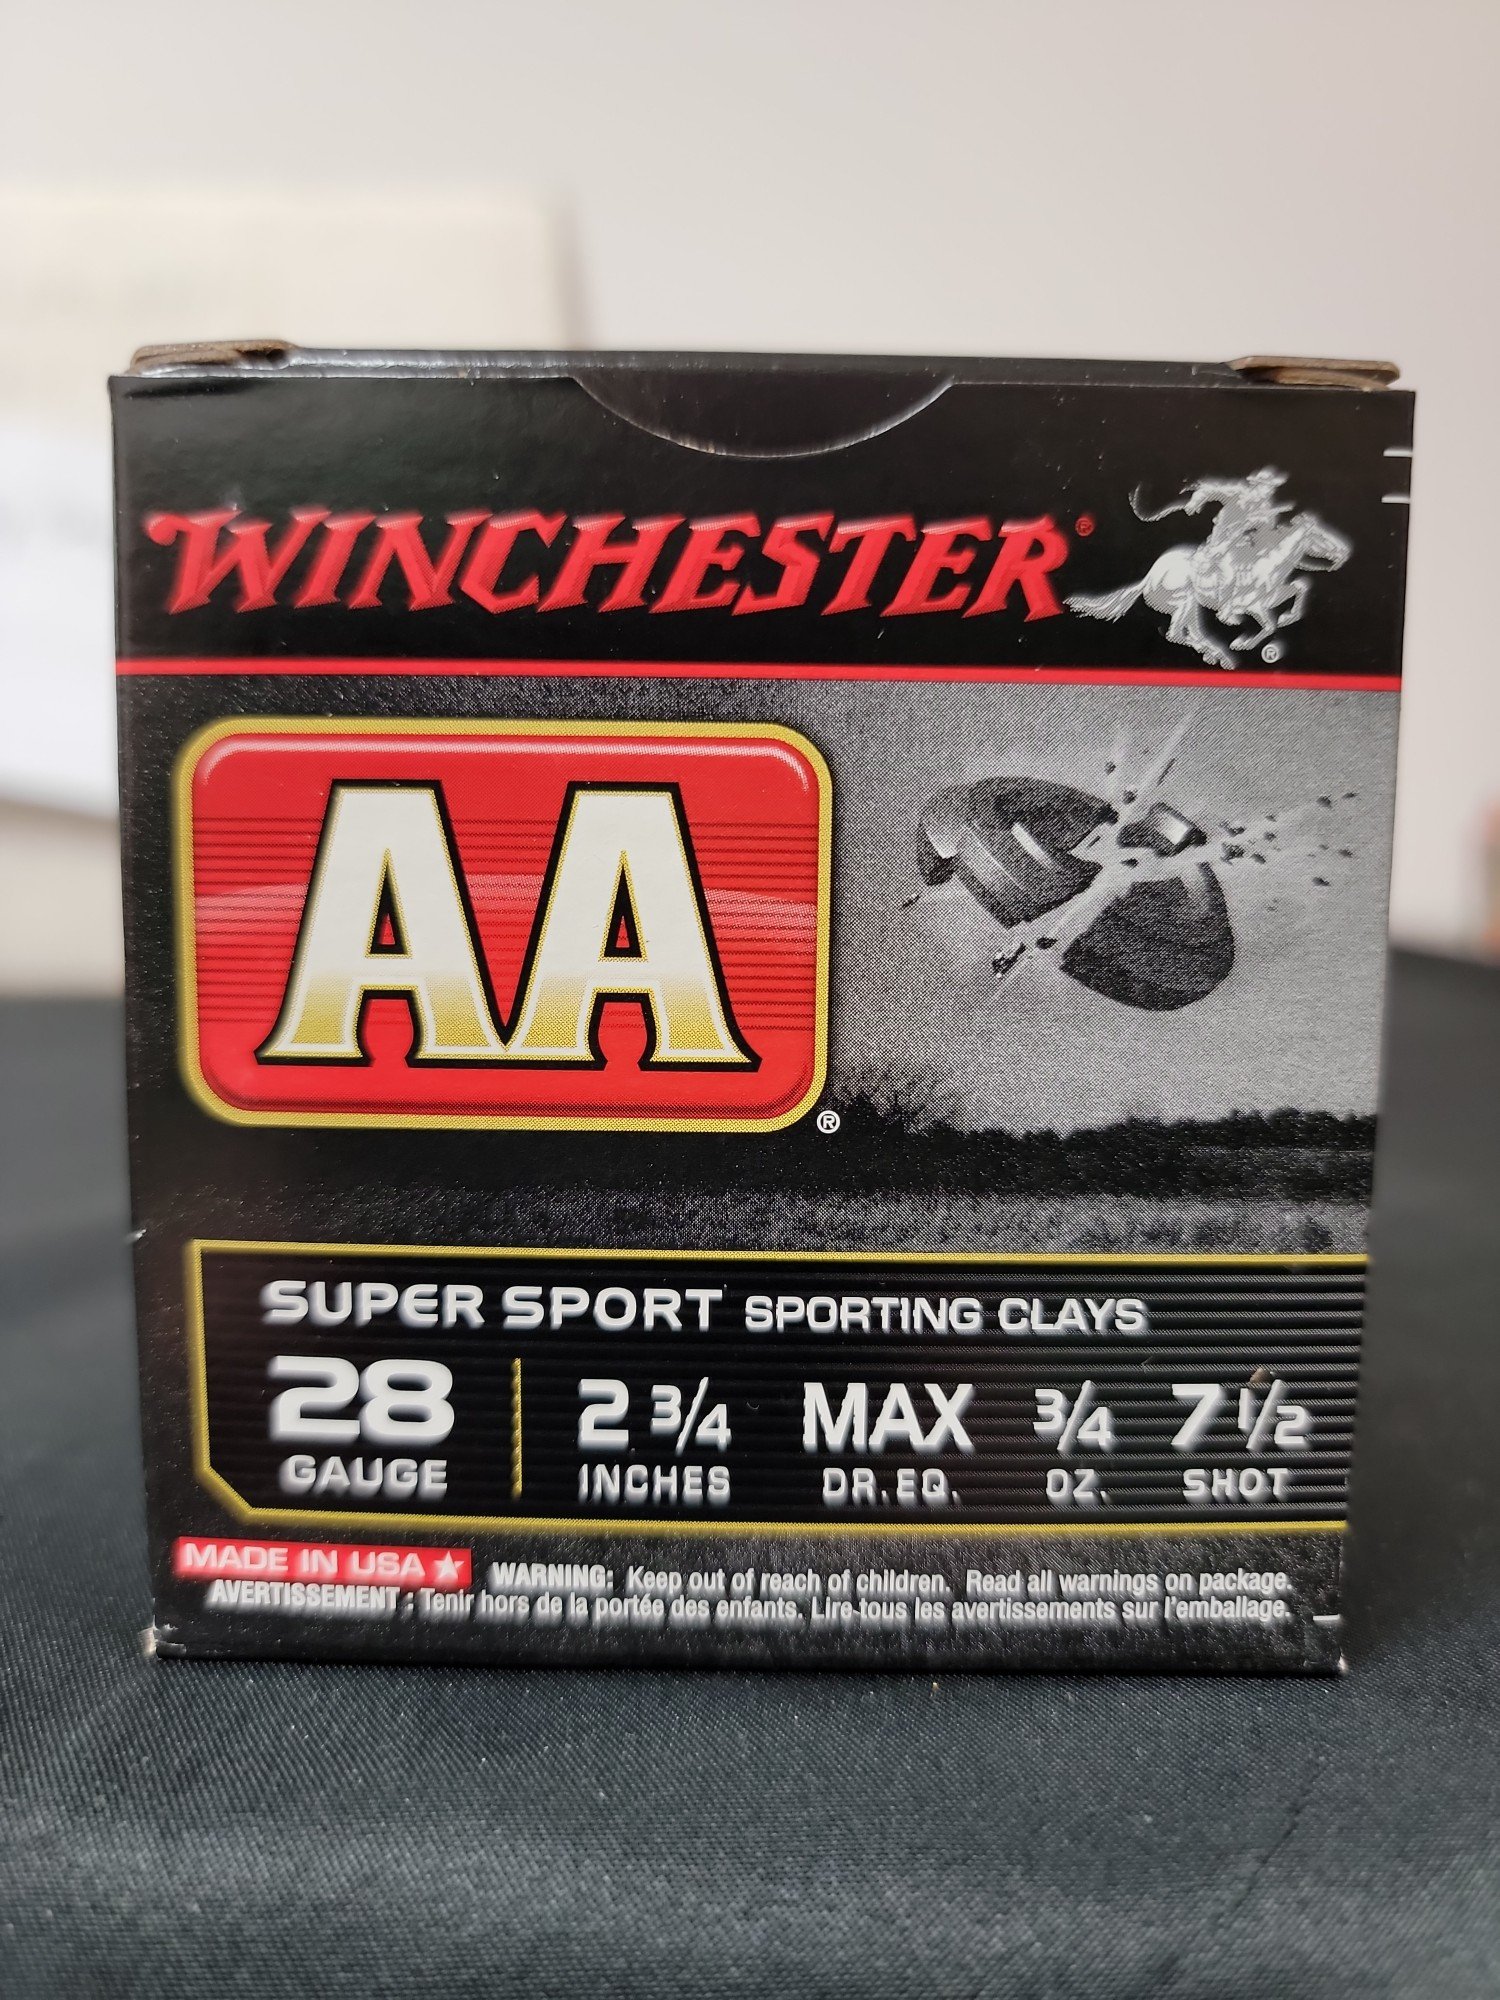 WINCHESTER®
®
AA
®
SUPER SPORT SPORTING CLAYS
28 2 3/4 MAX 3/4 7 1/2
GAUGE INCHES DR.EQ. OZ. SHOT
MADE IN USA ★ WARNING: Keep out of reach of children. Read all warnings on package.
AVERTISSEMENT : Tenir hors de la portée des enfants. Lire tous les avertissements sur l'emballage.